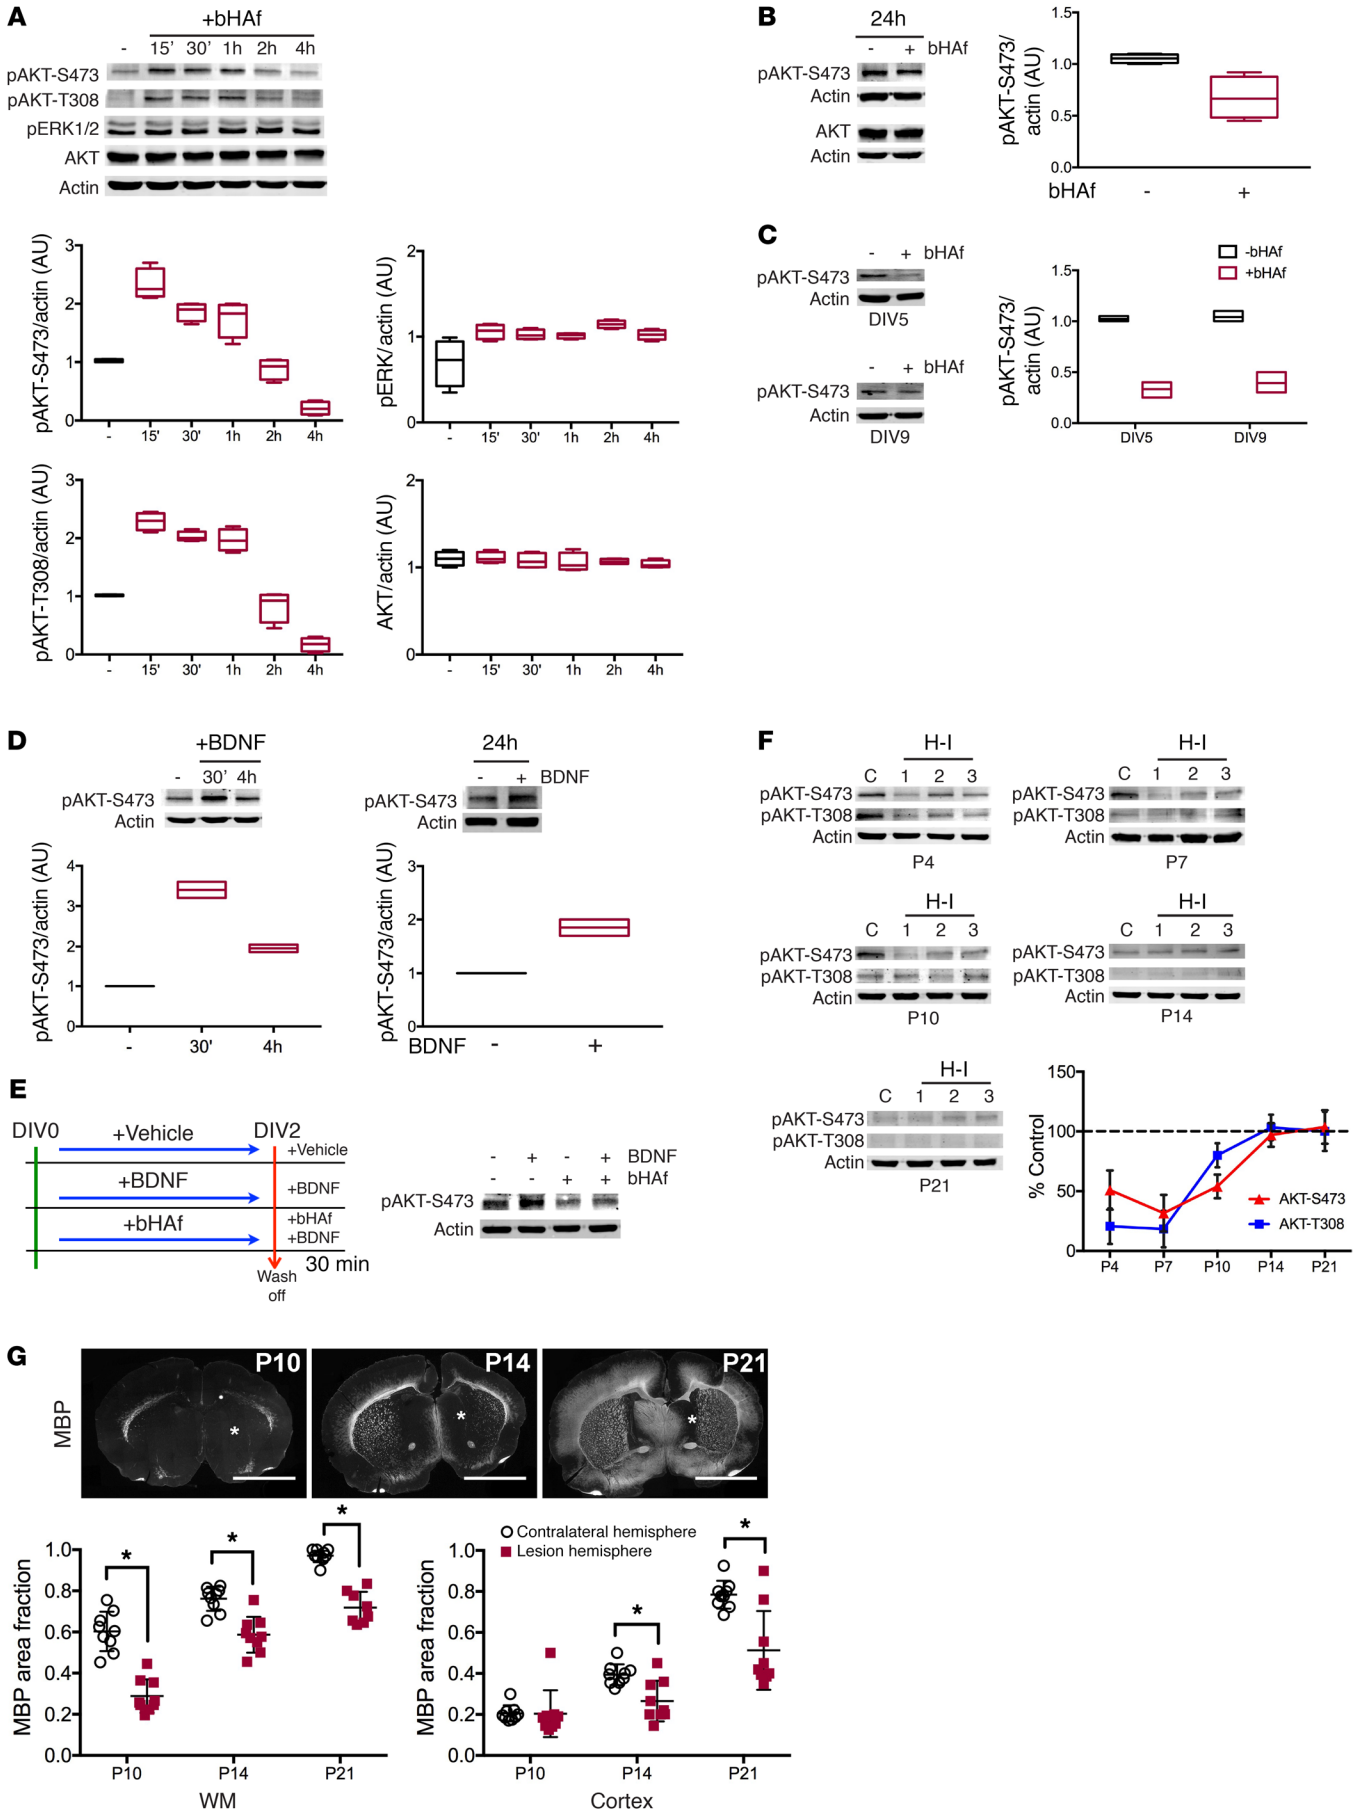 A
+bHAf
- 15' 30' 1h 2h 4h
pAKT-S473
pAKT-T308
pERK1/2
AKT
Actin
pAKT-S473/actin (AU)
3
2
1
0
- 15' 30' 1h 2h 4h
pERK/actin (AU)
2
1
0
- 15' 30' 1h 2h 4h
pAKT-T308/actin (AU)
3
2
1
0
- 15' 30' 1h 2h 4h
AKT/actin (AU)
2
1
0
- 15' 30' 1h 2h 4h
B
24h
- + bHAf
pAKT-S473
Actin
AKT
Actin
pAKT-S473/
actin (AU)
1.5
1.0
0.5
0.0
bHAf - +
C
- + bHAf
pAKT-S473
Actin
DIV5
- + bHAf
pAKT-S473
Actin
DIV9
-bHAf
+bHAf
pAKT-S473/
actin (AU)
1.5
1.0
0.5
0.0
DIV5 DIV9
D
+BDNF
- 30' 4h
pAKT-S473
Actin
pAKT-S473/actin (AU)
4
3
2
1
0
- 30' 4h
24h
- + BDNF
pAKT-S473
Actin
pAKT-S473/actin (AU)
3
2
1
0
BDNF - +
E
DIV0 +Vehicle DIV2
+Vehicle
+BDNF
+BDNF
+bHAf
+bHAf
+BDNF
30 min
Wash
off
- + - + BDNF
- - + + bHAf
pAKT-S473
Actin
F
H-I
C 1 2 3
pAKT-S473
pAKT-T308
Actin
P4
H-I
C 1 2 3
pAKT-S473
pAKT-T308
Actin
P7
H-I
C 1 2 3
pAKT-S473
pAKT-T308
Actin
P10
H-I
C 1 2 3
pAKT-S473
pAKT-T308
Actin
P14
H-I
C 1 2 3
pAKT-S473
pAKT-T308
Actin
P21
% Control
150
100
50
0
AKT-S473
AKT-T308
P4 P7 P10 P14 P21
G
MBP
P10
*
P14
*
P21
*
MBP area fraction
1.0
0.8
0.6
0.4
0.2
0.0
* * *
P10 P14 P21
WM
Contralateral hemisphere
Lesion hemisphere
MBP area fraction
1.0
0.8
0.6
0.4
0.2
0.0
* *
P10 P14 P21
Cortex